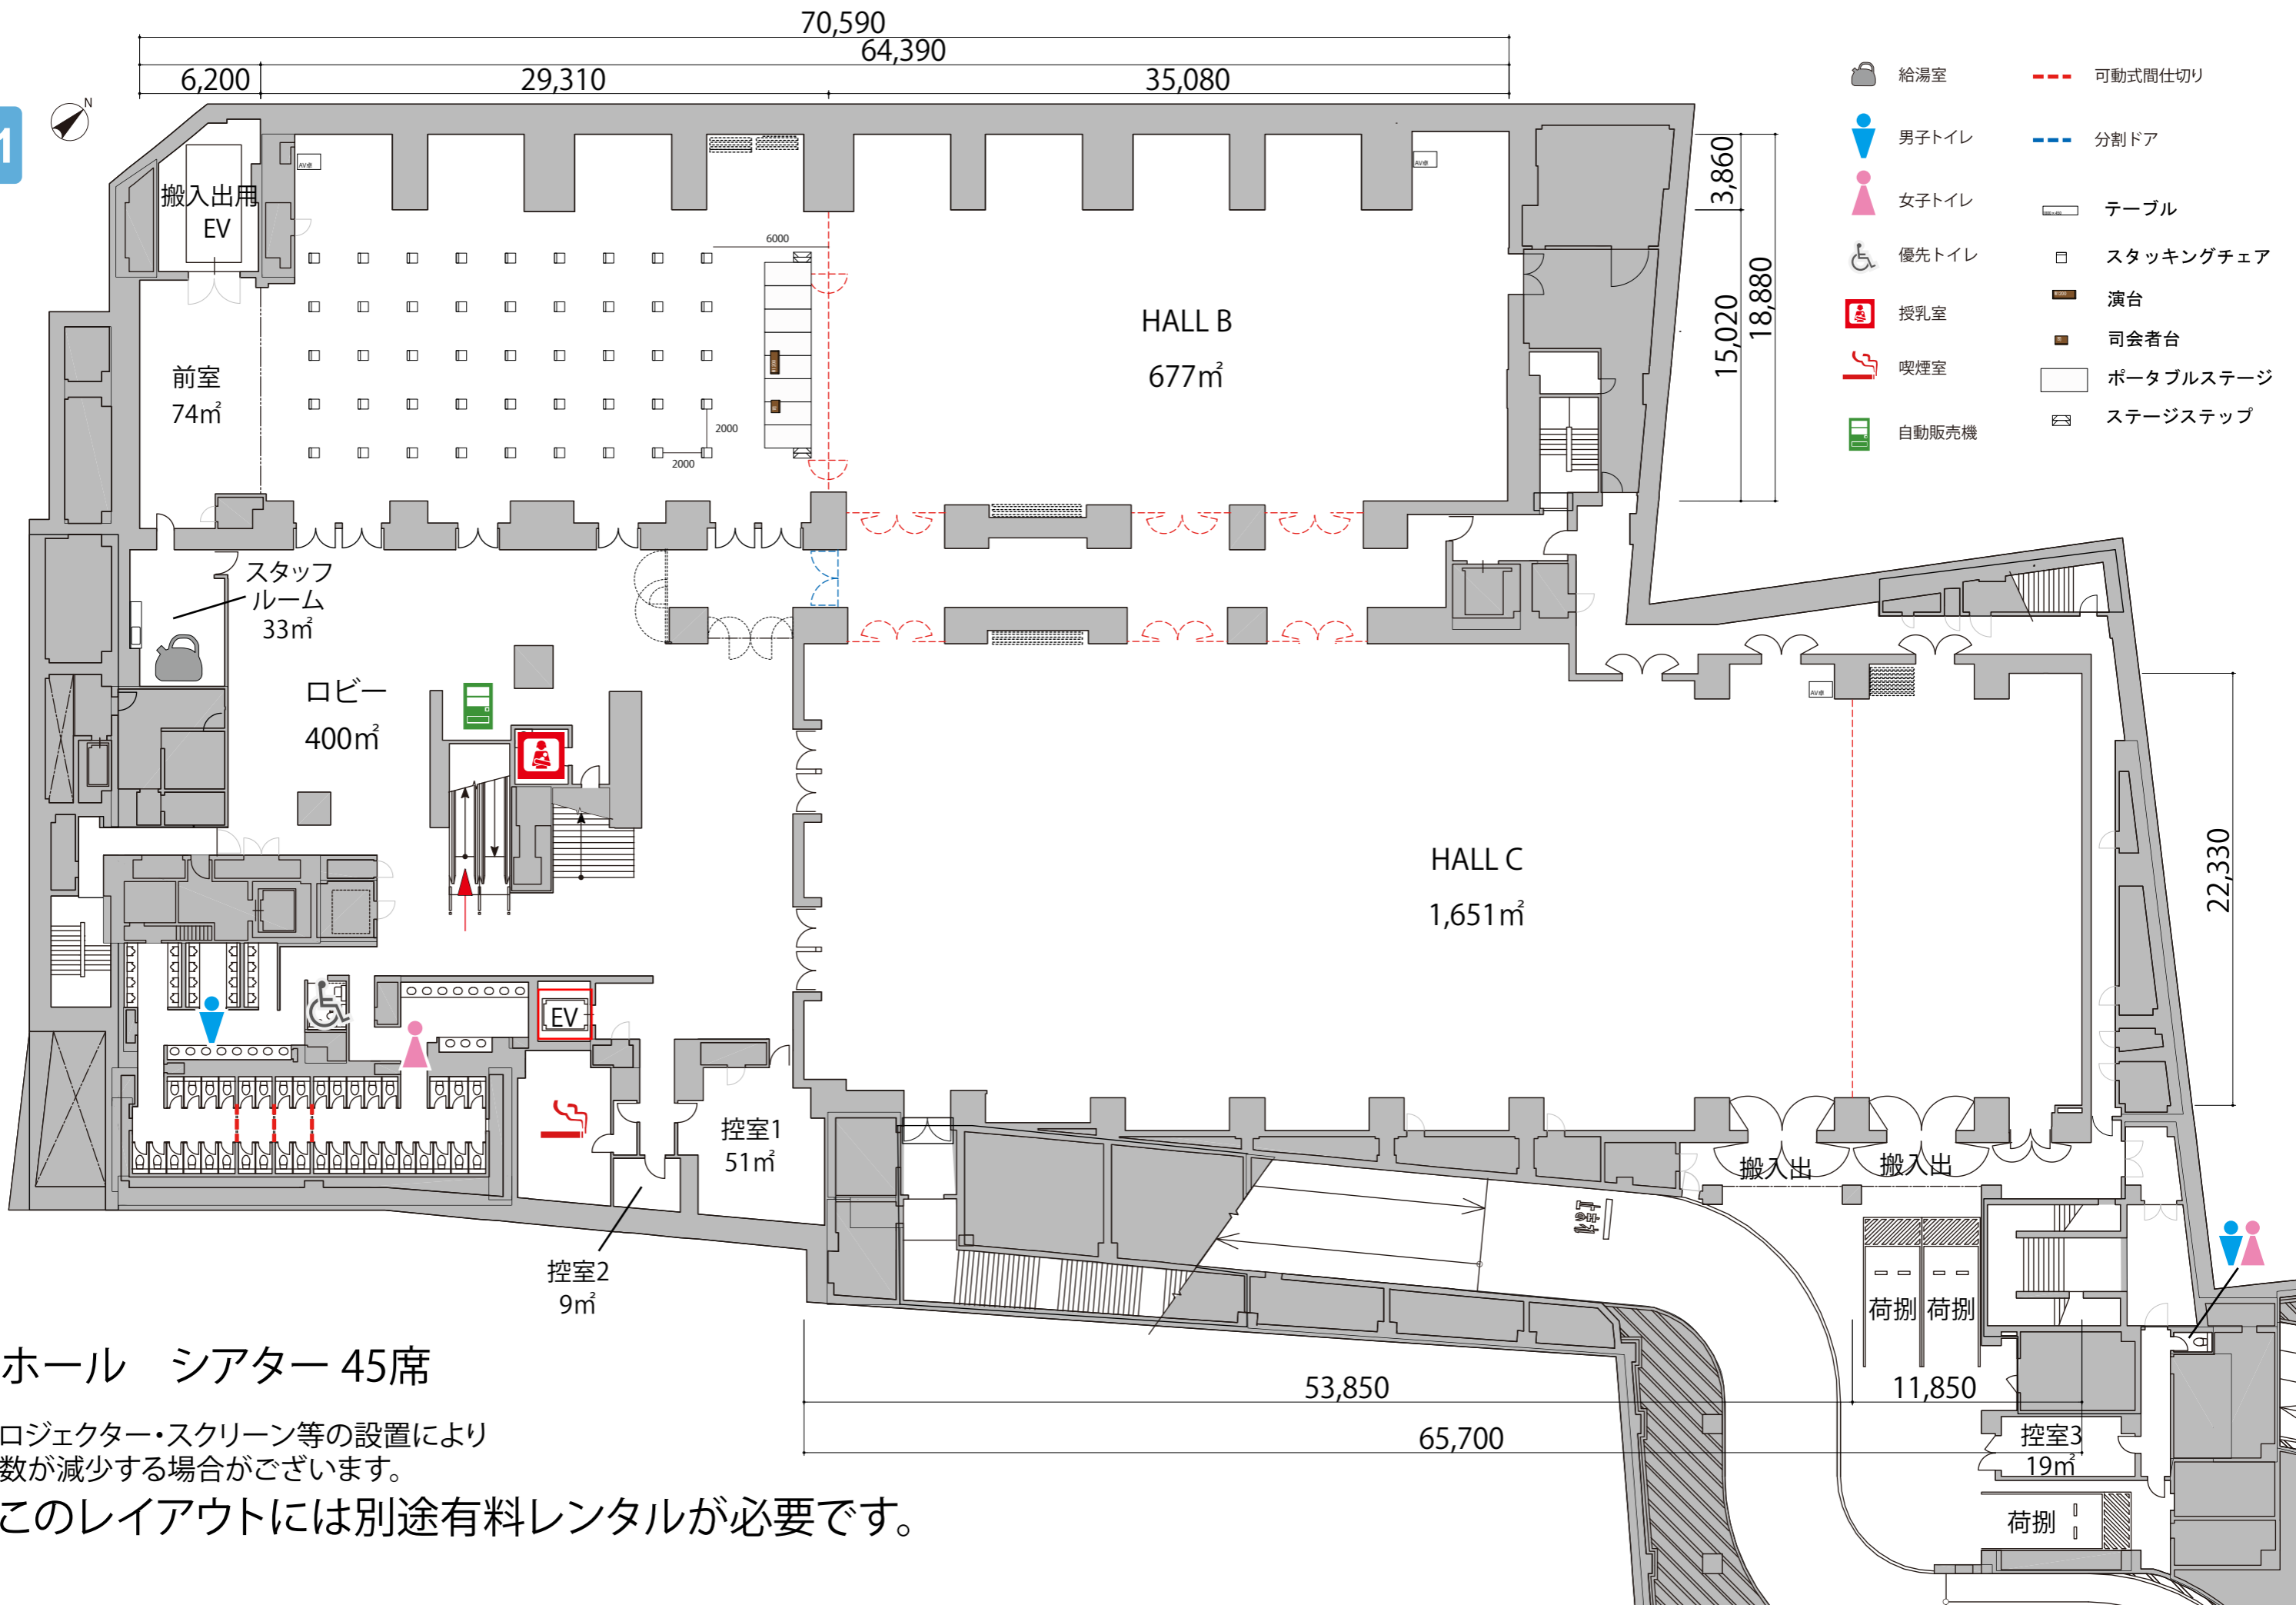 70,590
64,390
6,200
29,310
35,080
1
N
給湯室
可動式間仕切り
男子トイレ
分割ドア
女子トイレ
テーブル
優先トイレ
スタッキングチェア
授乳室
演台
司会者台
喫煙室
ポータブルステージ
自動販売機
ステージステップ
3,860
15,020
18,880
搬入出用
EV
AV卓
AV卓
6000
2000
2000
前室
74㎡
HALL B
677㎡
スタッフ
ルーム
33㎡
ロビー
400㎡
AV卓
HALL C
1,651㎡
22,330
EV
控室1
51㎡
控室2
9㎡
搬入出
搬入出
荷捌
荷捌
53,850
11,850
65,700
控室3
19㎡
荷捌
ホール　シアター 45席
ロジェクター・スクリーン等の設置により
数が減少する場合がございます。
このレイアウトには別途有料レンタルが必要です。